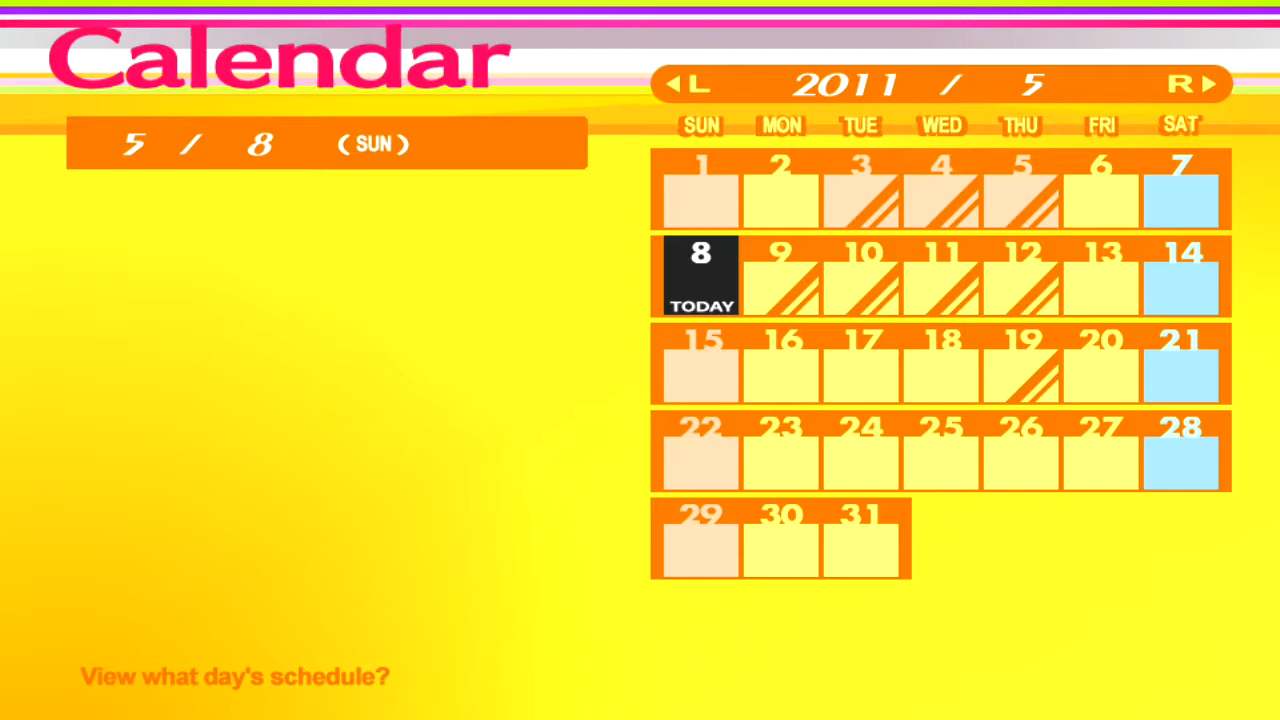 Calendar
L 2011 / 5 R
5 / 8 (SUN)
SUN MON TUE WED THU FRI SAT
1 2 3 4 5 6 7
8 9 10 11 12 13 14
TODAY
15 16 17 18 19 20 21
22 23 24 25 26 27 28
29 30 31
View what day's schedule?